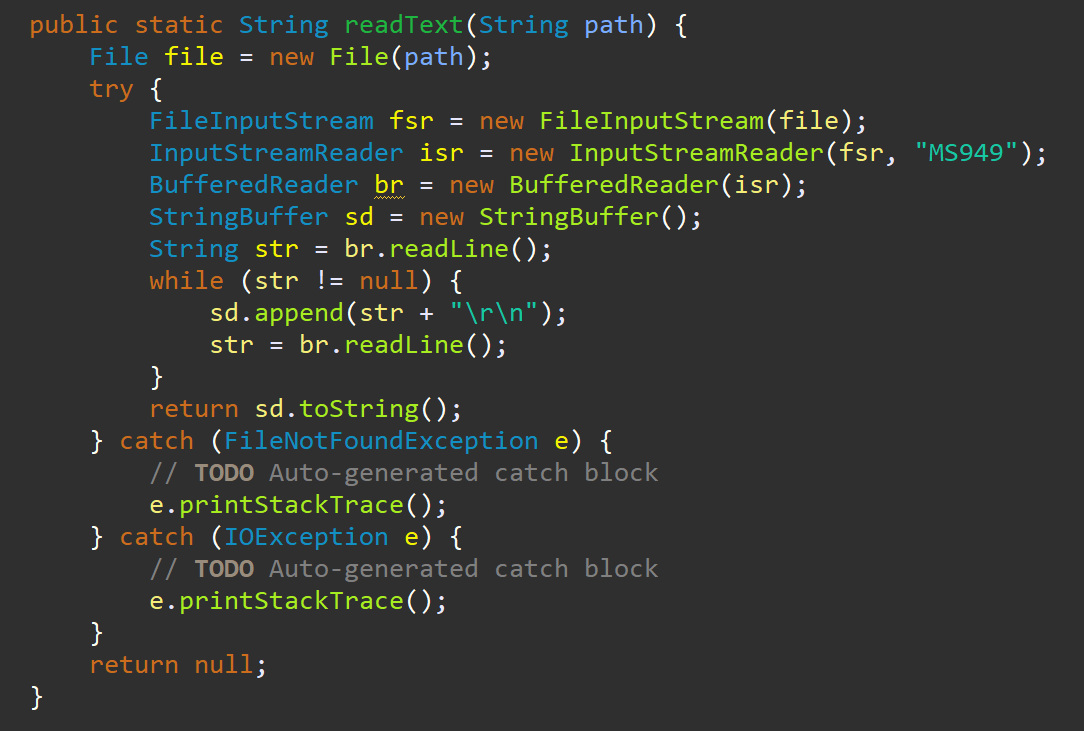 public static String readText(String path) {
    File file = new File(path);
    try {
        FileInputStream fsr = new FileInputStream(file);
        InputStreamReader isr = new InputStreamReader(fsr, "MS949");
        BufferedReader br = new BufferedReader(isr);
        StringBuffer sd = new StringBuffer();
        String str = br.readLine();
        while (str != null) {
            sd.append(str + "\r\n");
            str = br.readLine();
        }
        return sd.toString();
    } catch (FileNotFoundException e) {
        // TODO Auto-generated catch block
        e.printStackTrace();
    } catch (IOException e) {
        // TODO Auto-generated catch block
        e.printStackTrace();
    }
    return null;
}